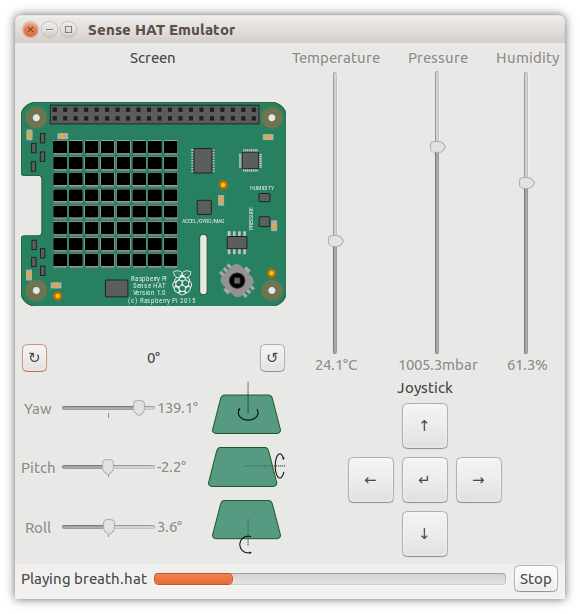 Sense HAT Emulator
Screen
Temperature
Pressure
Humidity
HUMIDITY
PRESSURE
ACCEL/GYRO/MAG
Raspberry Pi
Sense HAT
Version 1.0
(c) Raspberry Pi 2015
24.1°C
1005.3mbar
61.3%
↻
0°
↺
Joystick
Yaw
139.1°
Pitch
-2.2°
Roll
3.6°
↑
← ↵ →
↓
Playing breath.hat
Stop